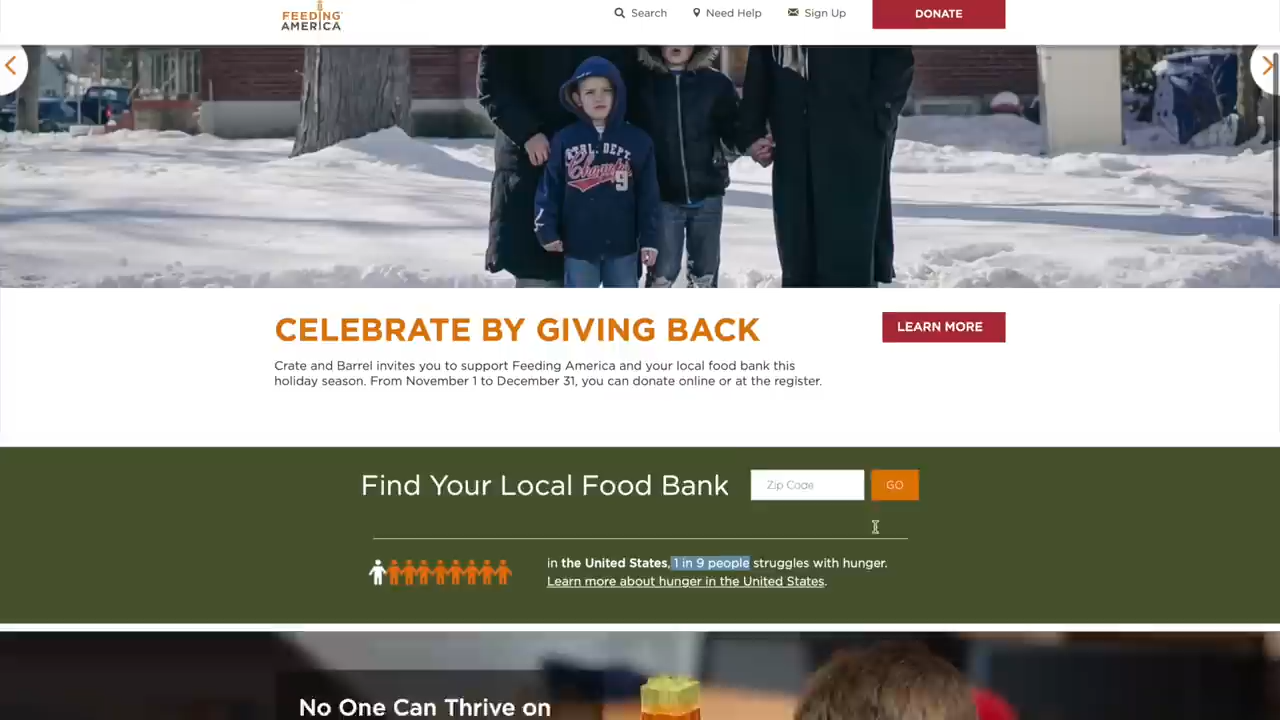 FEEDING
AMERICA
Search
Need Help
Sign Up
DONATE
9
CELEBRATE BY GIVING BACK
LEARN MORE
Crate and Barrel invites you to support Feeding America and your local food bank this
holiday season. From November 1 to December 31, you can donate online or at the register.
Find Your Local Food Bank
Zip Code
GO
in the United States, 1 in 9 people struggles with hunger.
Learn more about hunger in the United States.
No One Can Thrive on